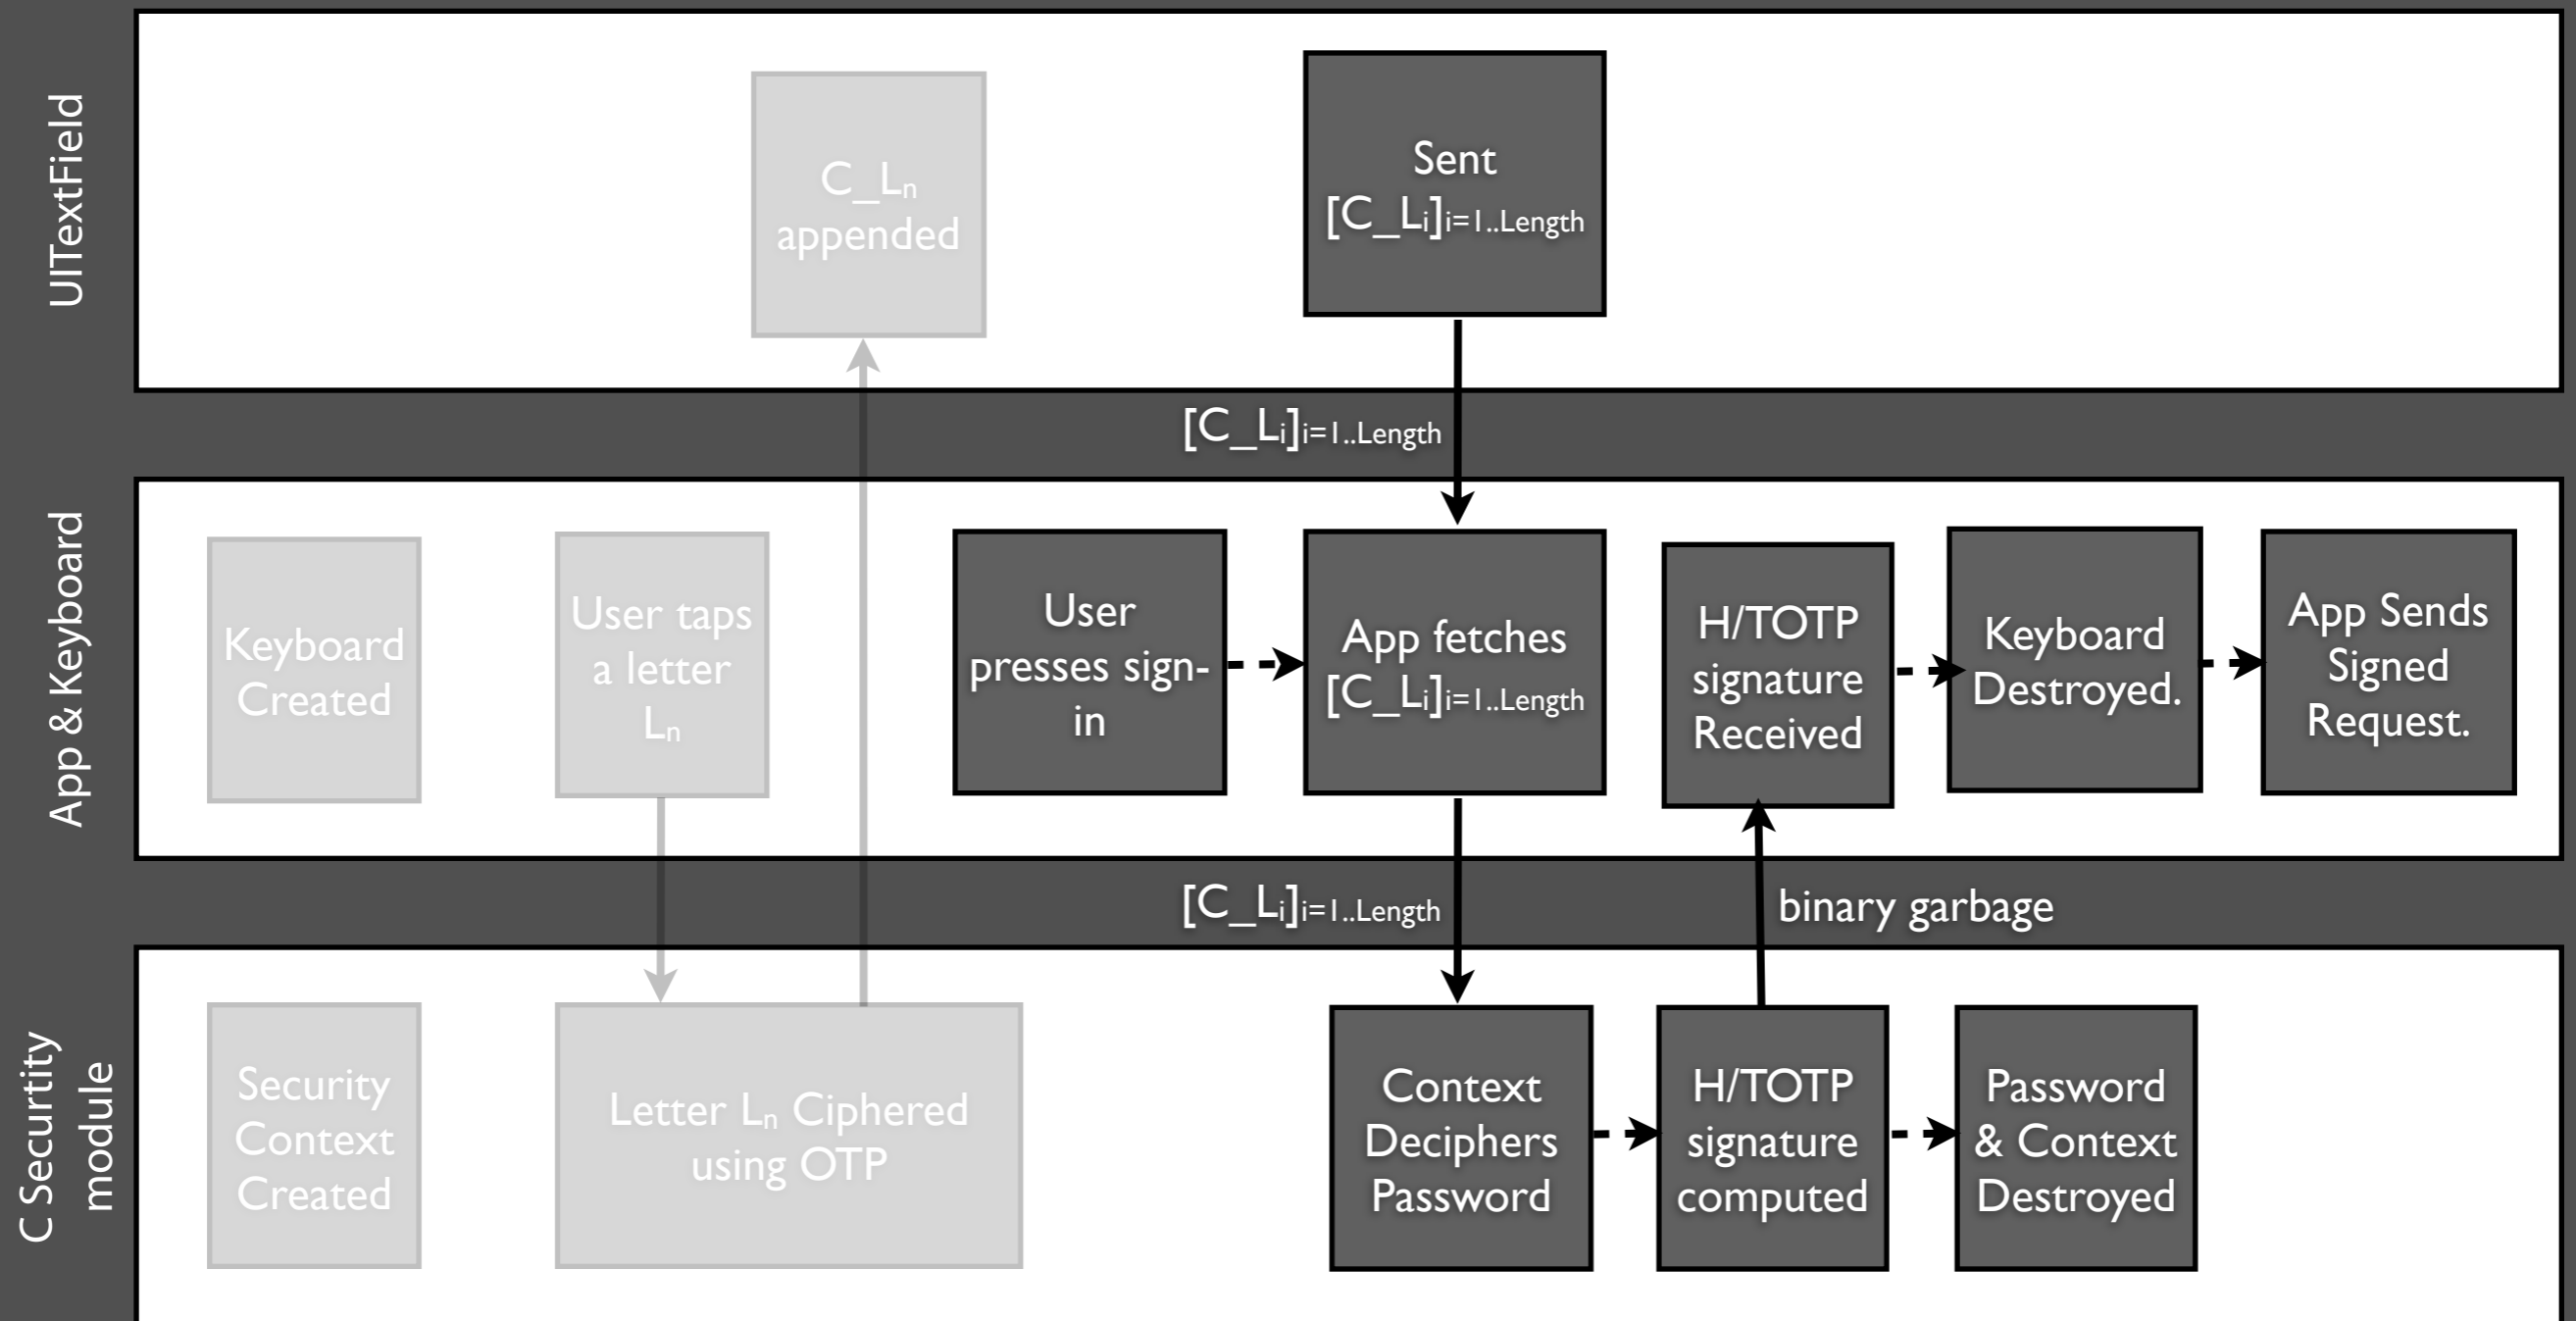 UITextField
C_Ln
appended
Sent
[C_Li]i=1..Length
[C_Li]i=1..Length
App & Keyboard
Keyboard
Created
User taps
a letter
Ln
User
presses sign-
in
App fetches
[C_Li]i=1..Length
H/TOTP
signature
Received
Keyboard
Destroyed.
App Sends
Signed
Request.
[C_Li]i=1..Length
binary garbage
C Securtity
module
Security
Context
Created
Letter Ln Ciphered
using OTP
Context
Deciphers
Password
H/TOTP
signature
computed
Password
& Context
Destroyed